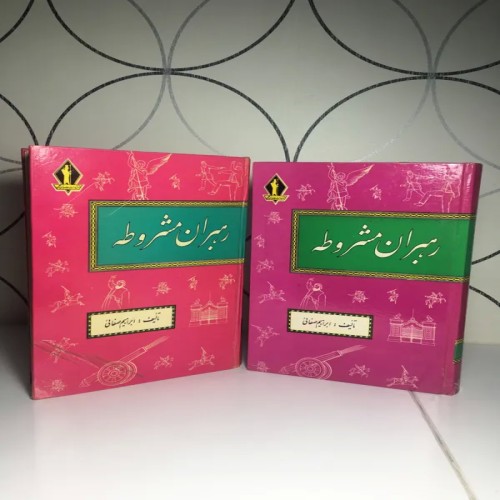 رهبران مشروطه
تألیف: ابراهیم صفائی
رهبران مشروطه
تألیف: ابراهیم صفائی